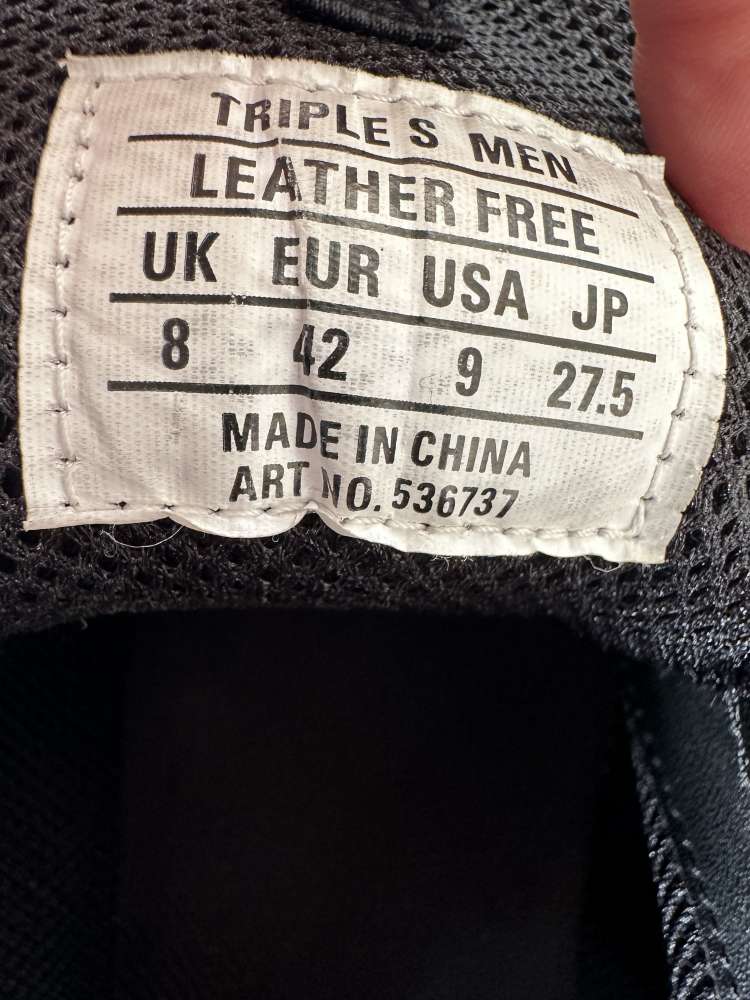 TRIPLE S MEN
LEATHER FREE
UK EUR USA JP
8 42 9 27.5
MADE IN CHINA
ART NO. 536737